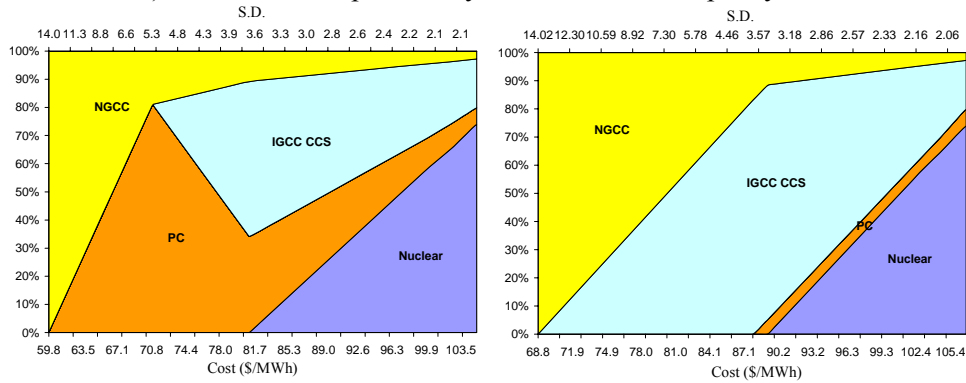 S.D.
14.0 11.3 8.8 6.6 5.3 4.8 4.3 3.9 3.6 3.3 3.0 2.8 2.6 2.4 2.2 2.1
100%
90%
80%
70%
60%
50%
40%
30%
20%
10%
0%
NGCC
IGCC CCS
PC
Nuclear
59.8 63.5 67.1 70.8 74.4 78.0 81.7 85.3 89.0 92.6 96.3 99.9 103.5
Cost ($/MWh)
S.D.
14.02 12.30 10.59 8.92 7.30 5.78 4.46 3.57 3.18 2.86 2.57 2.33 2.16 2.06
100%
90%
80%
70%
60%
50%
40%
30%
20%
10%
0%
NGCC
IGCC CCS
PC
Nuclear
68.8 71.9 74.9 78.0 81.0 84.1 87.1 90.2 93.2 96.3 99.3 102.4 105.4
Cost ($/MWh)